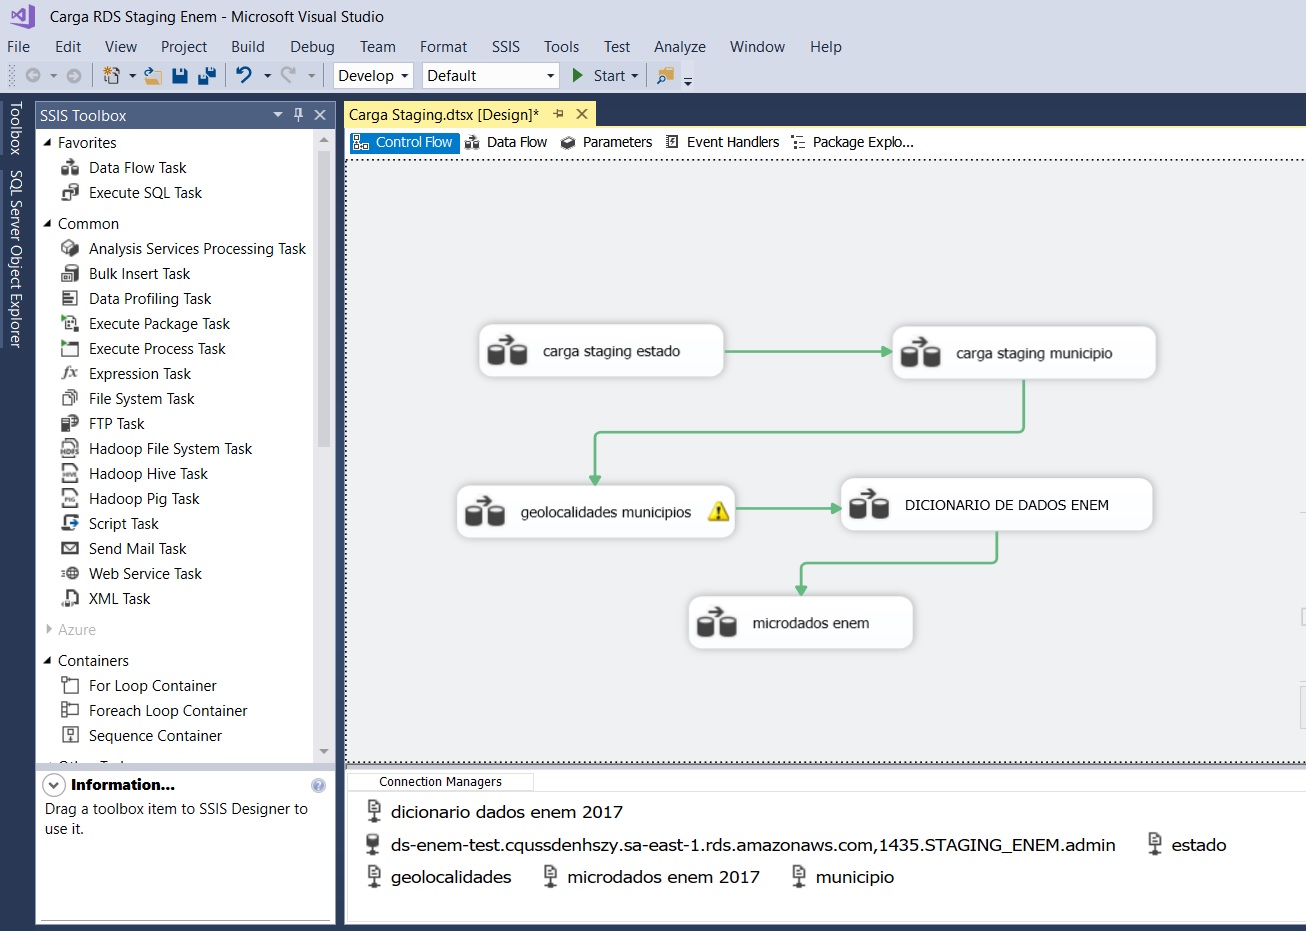 Carga RDS Staging Enem - Microsoft Visual Studio
File Edit View Project Build Debug Team Format SSIS Tools Test Analyze Window Help
Develop Default Start
Toolbox
SQL Server Object Explorer
SSIS Toolbox
Favorites
Data Flow Task
Execute SQL Task
Common
Analysis Services Processing Task
Bulk Insert Task
Data Profiling Task
Execute Package Task
Execute Process Task
fx Expression Task
File System Task
FTP Task
Hadoop File System Task
Hadoop Hive Task
Hadoop Pig Task
Script Task
Send Mail Task
Web Service Task
XML Task
Azure
Containers
For Loop Container
Foreach Loop Container
Sequence Container
Information...
Drag a toolbox item to SSIS Designer to
use it.
Carga Staging.dtsx [Design]*
Control Flow Data Flow Parameters Event Handlers Package Explo...
carga staging estado
carga staging municipio
geolocalidades municipios
DICIONARIO DE DADOS ENEM
microdados enem
Connection Managers
dicionario dados enem 2017
ds-enem-test.cqussdenhszy.sa-east-1.rds.amazonaws.com,1435.STAGING_ENEM.admin estado
geolocalidades microdados enem 2017 municipio